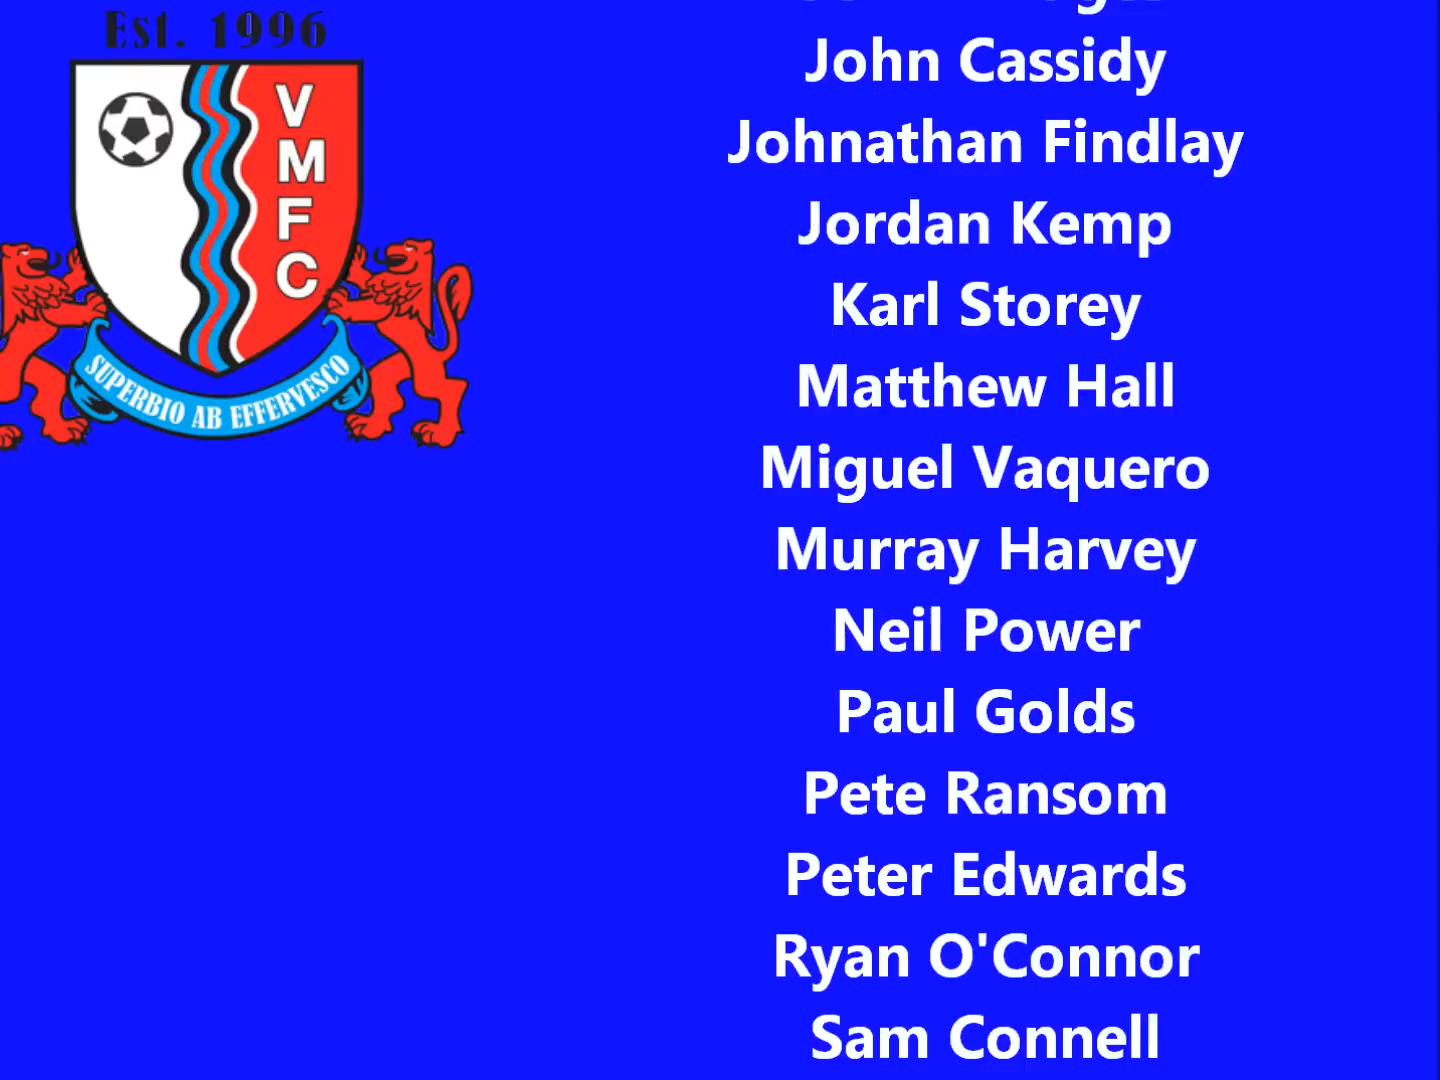 Est. 1996
V
M
F
C
SUPERBIO AB EFFERVESCO
John Cassidy
Johnathan Findlay
Jordan Kemp
Karl Storey
Matthew Hall
Miguel Vaquero
Murray Harvey
Neil Power
Paul Golds
Pete Ransom
Peter Edwards
Ryan O'Connor
Sam Connell